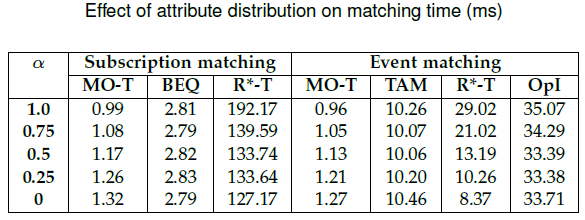 Effect of attribute distribution on matching time (ms)
α Subscription matching Event matching
MO-T BEQ R*-T MO-T TAM R*-T OpI
1.0 0.99 2.81 192.17 0.96 10.26 29.02 35.07
0.75 1.08 2.79 139.59 1.05 10.07 21.02 34.29
0.5 1.17 2.82 133.74 1.13 10.06 13.19 33.39
0.25 1.26 2.83 133.64 1.21 10.20 10.26 33.38
0 1.32 2.79 127.17 1.27 10.46 8.37 33.71